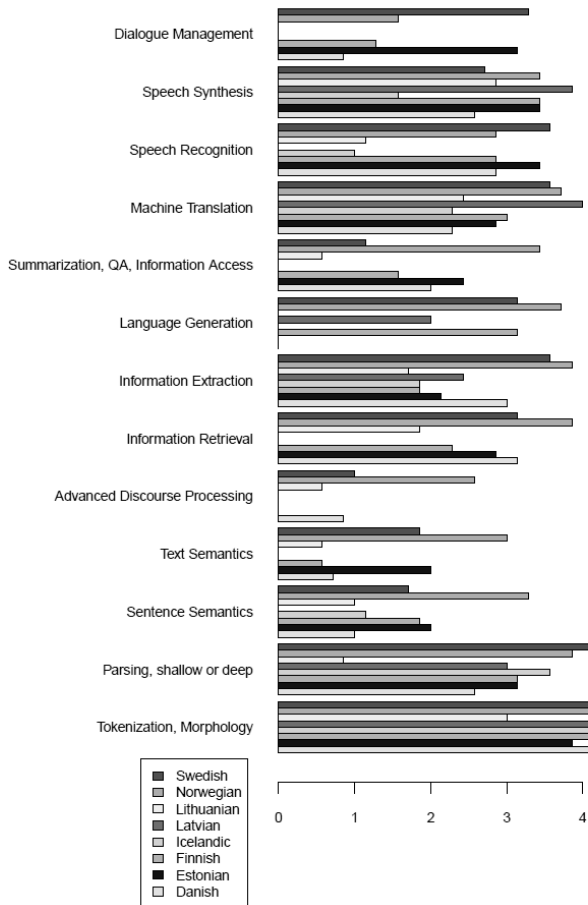 Dialogue Management
Speech Synthesis
Speech Recognition
Machine Translation
Summarization, QA, Information Access
Language Generation
Information Extraction
Information Retrieval
Advanced Discourse Processing
Text Semantics
Sentence Semantics
Parsing, shallow or deep
Tokenization, Morphology
Swedish
Norwegian
Lithuanian
Latvian
Icelandic
Finnish
Estonian
Danish
0 1 2 3 4